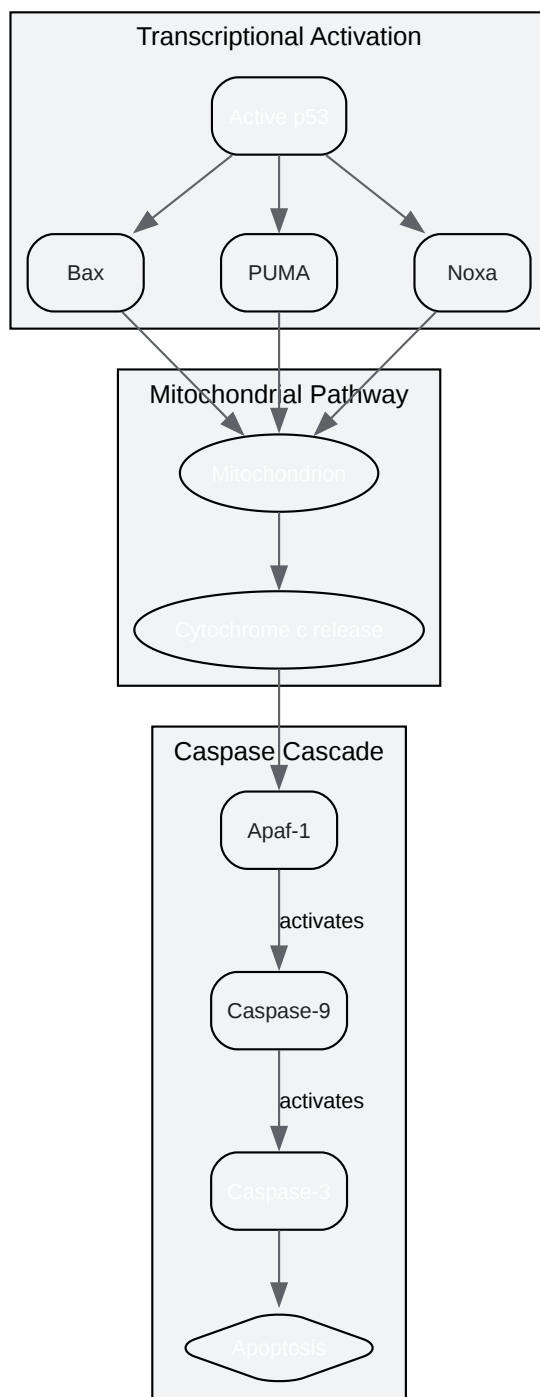 Transcriptional Activation
Active p53
Bax
PUMA
Noxa
Mitochondrial Pathway
Mitochondrion
Cytochrome c release
Caspase Cascade
Apaf-1
activates
Caspase-9
activates
Caspase-3
Apoptosis